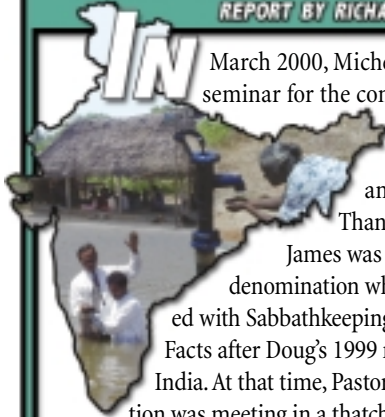 REPORT BY RICHA
IN
March 2000, Miche
seminar for the con
an
Than
James was
denomination wh
ed with Sabbathkeeping
Facts after Doug's 1999
India. At that time, Pastor
tion was meeting in a thatch